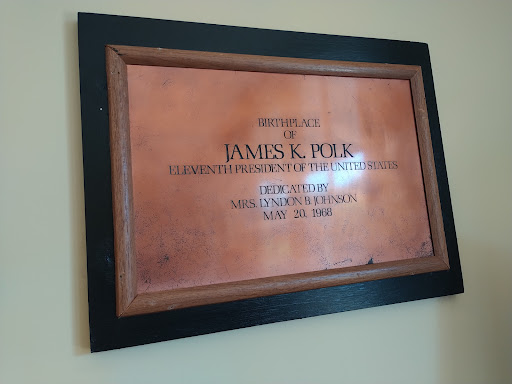 BIRTHPLACE
OF
JAMES K. POLK
ELEVENTH PRESIDENT OF THE UNITED STATES
DEDICATED BY
MRS. LYNDON B. JOHNSON
MAY 20, 1968